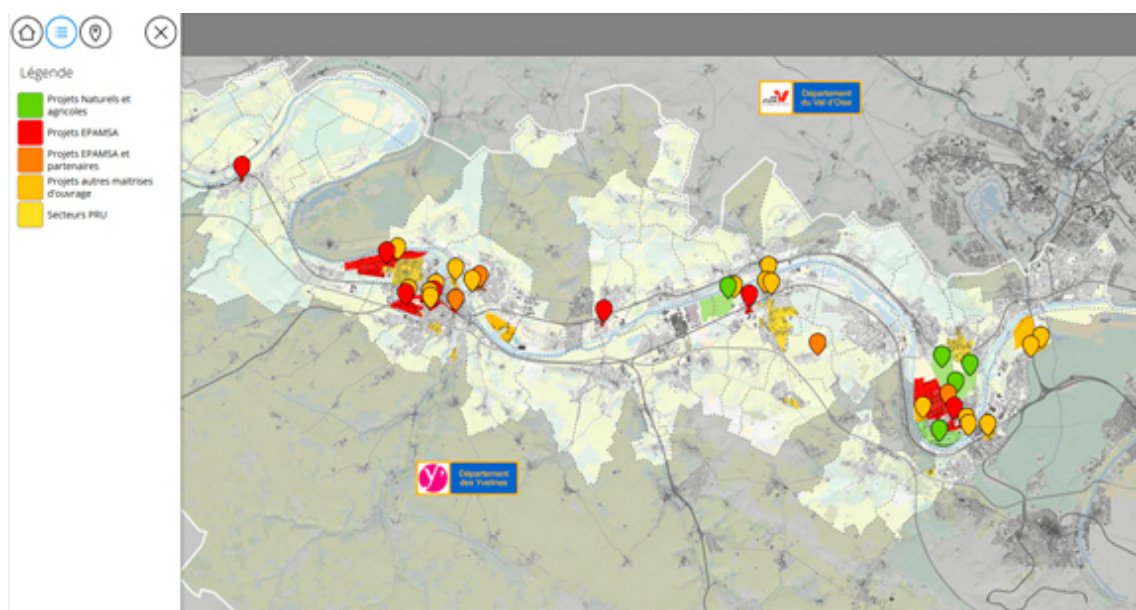 Légende
Projets Naturels et
agricoles
Projets EPAMSA
Projets EPAMSA et
partenaires
Projets autres maitrises
d'ouvrage
Secteurs PRU
Département
du Val d'Oise
Département
des Yvelines